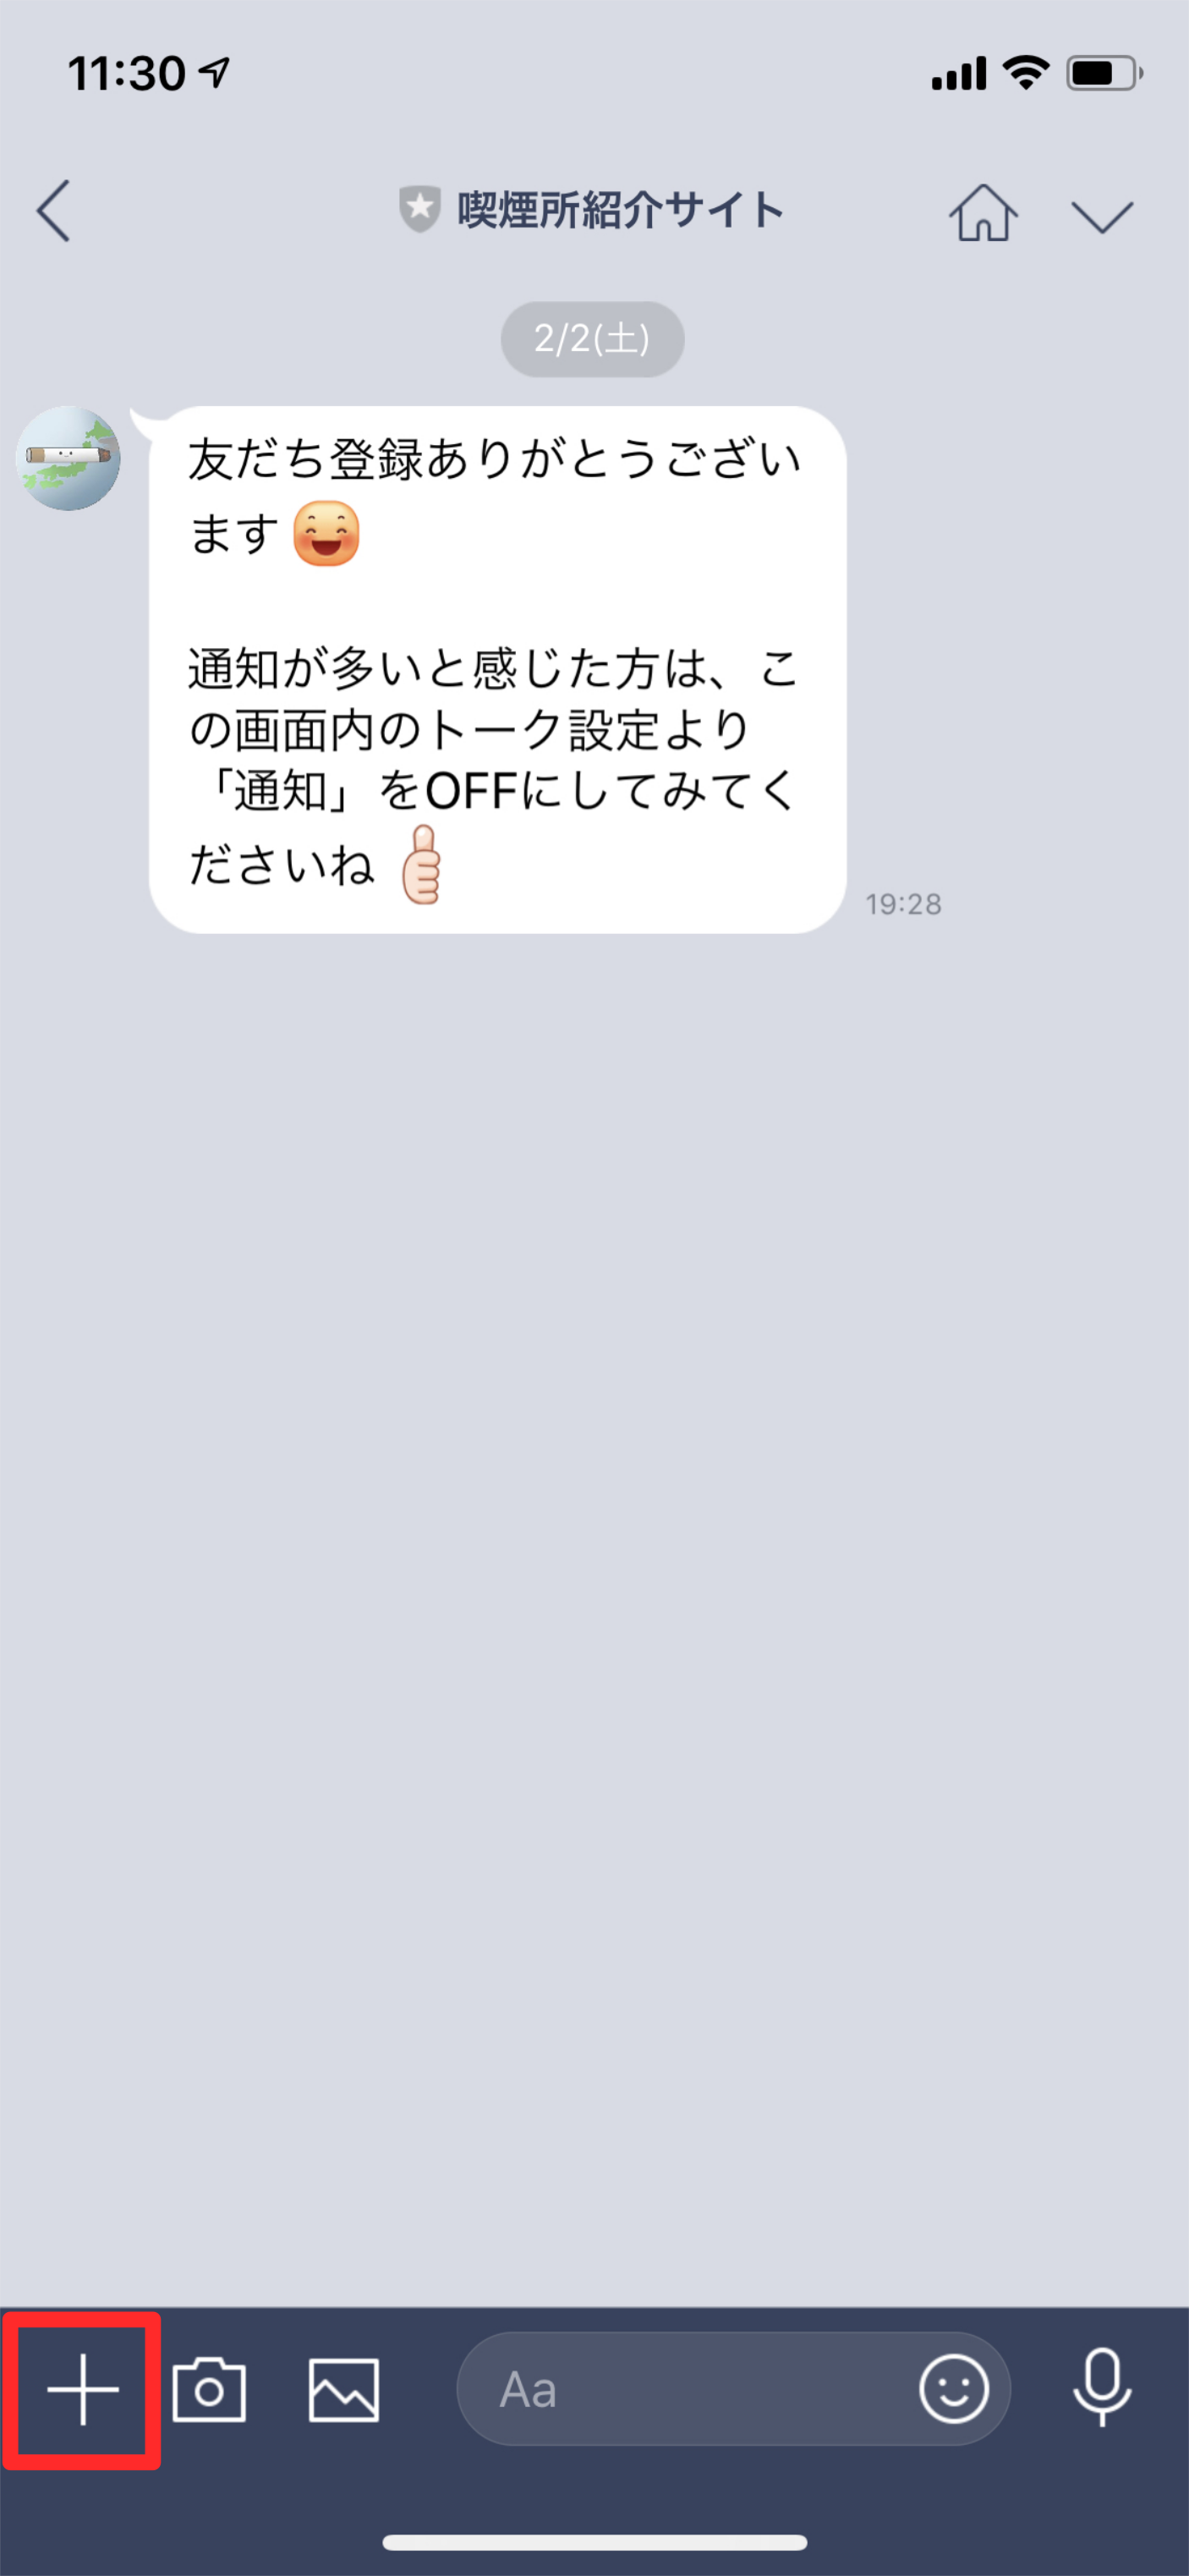 11:30
喫煙所紹介サイト
2/2(土)
友だち登録ありがとうござい
ます
通知が多いと感じた方は、こ
の画面内のトーク設定より
「通知」をOFFにしてみてく
ださいね
19:28
Aa